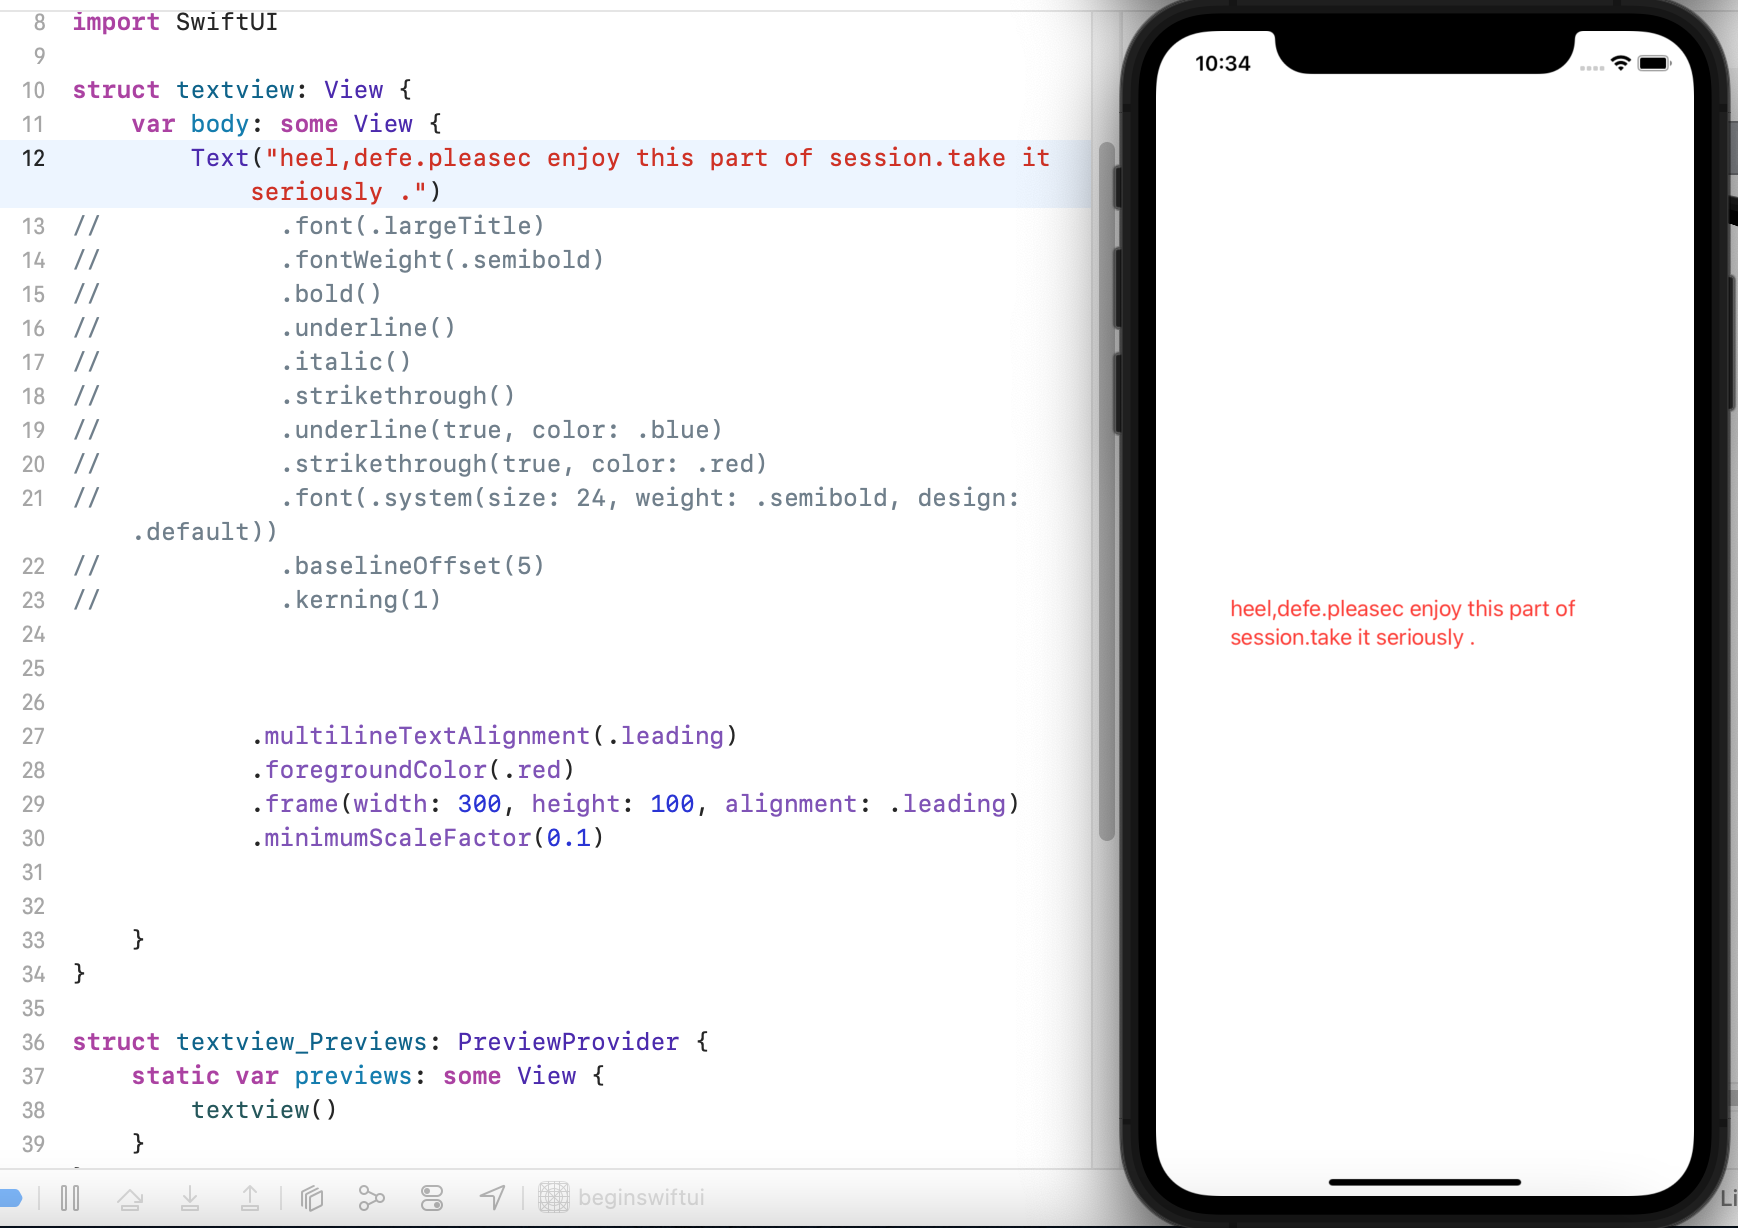 8 import SwiftUI
9
10 struct textview: View {
11     var body: some View {
12         Text("heel,defe.pleasec enjoy this part of session.take it
            seriously .")
13 //            .font(.largeTitle)
14 //            .fontWeight(.semibold)
15 //            .bold()
16 //            .underline()
17 //            .italic()
18 //            .strikethrough()
19 //            .underline(true, color: .blue)
20 //            .strikethrough(true, color: .red)
21 //            .font(.system(size: 24, weight: .semibold, design:
    .default))
22 //            .baselineOffset(5)
23 //            .kerning(1)
24
25
26
27             .multilineTextAlignment(.leading)
28             .foregroundColor(.red)
29             .frame(width: 300, height: 100, alignment: .leading)
30             .minimumScaleFactor(0.1)
31
32
33     }
34 }
35
36 struct textview_Previews: PreviewProvider {
37     static var previews: some View {
38         textview()
39     }
beginswiftui
10:34
heel,defe.pleasec enjoy this part of
session.take it seriously .
Li